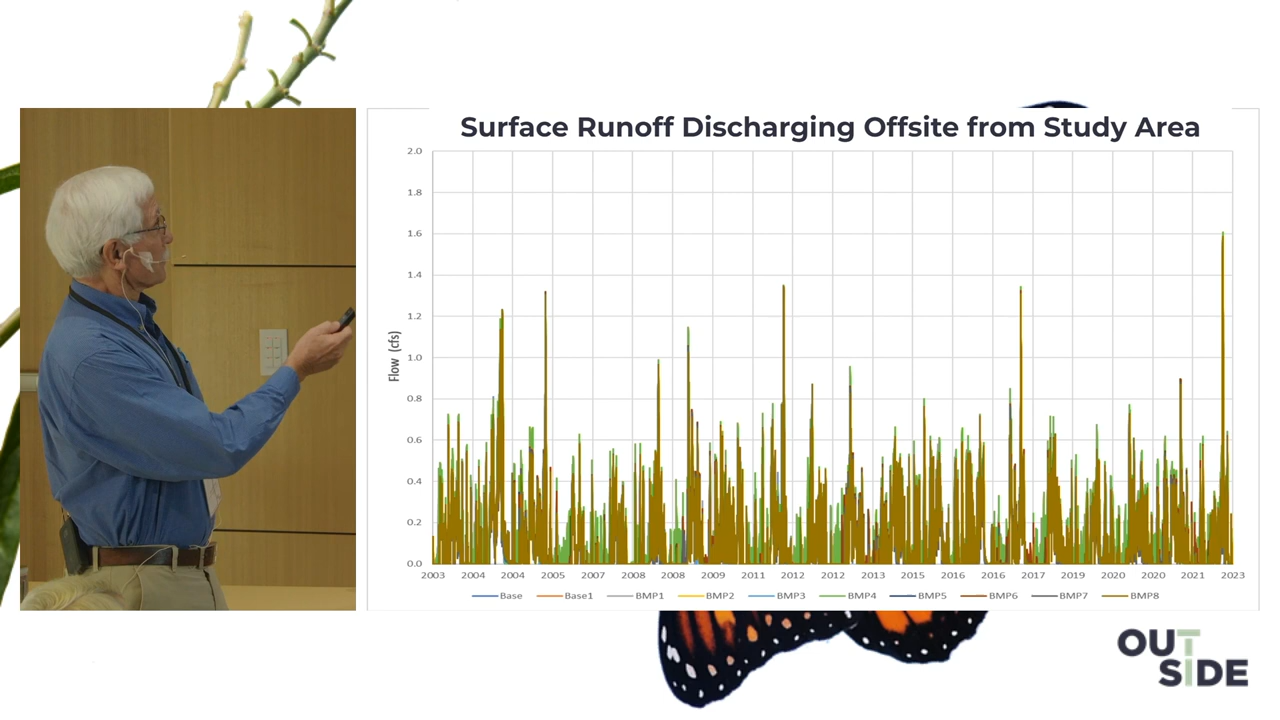 Surface Runoff Discharging Offsite from Study Area
2.0
1.8
1.6
1.4
1.2
1.0
0.8
0.6
0.4
0.2
0.0
Flow (cfs)
2003 2004 2004 2005 2007 2008 2008 2009 2011 2012 2012 2013 2015 2016 2016 2017 2019 2020 2020 2021 2023
Base Base1 BMP1 BMP2 BMP3 BMP4 BMP5 BMP6 BMP7 BMP8
OUT
SIDE